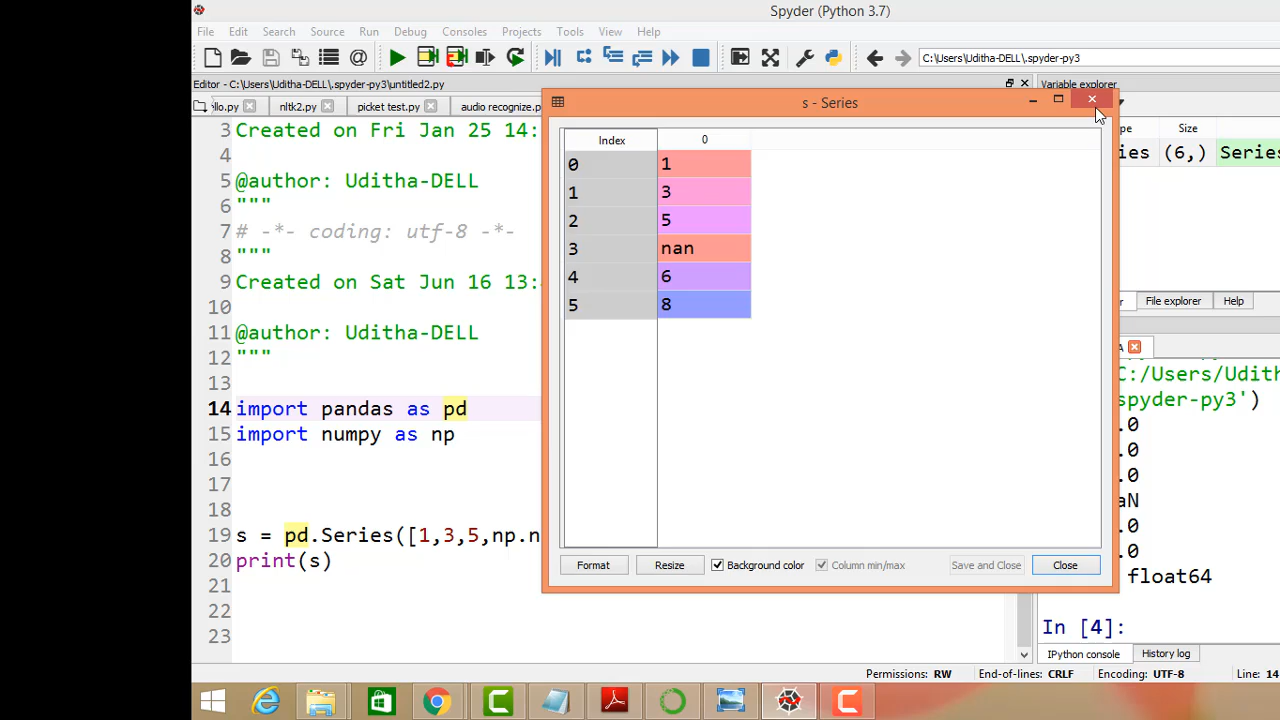 Spyder (Python 3.7)
File Edit Search Source Run Debug Consoles Projects Tools View Help
C:\Users\Uditha-DELL\.spyder-py3
Editor - C:\Users\Uditha-DELL\.spyder-py3\untitled2.py
Variable explorer
llo.py nltk2.py picket test.py audio recognize.p
3 Created on Fri Jan 25 14:
4
5 @author: Uditha-DELL
6 """
7 # -*- coding: utf-8 -*-
8 """
9 Created on Sat Jun 16 13:
10
11 @author: Uditha-DELL
12 """
13
14 import pandas as pd
15 import numpy as np
16
17
18
19 s = pd.Series([1,3,5,np.n
20 print(s)
21
22
23
s - Series
Index 0
0 1
1 3
2 5
3 nan
4 6
5 8
Format Resize Background color Column min/max Save and Close Close
pe Size
ies (6,) Series
r File explorer Help
A
C:/Users/Udith
spyder-py3')
.0
.0
.0
aN
.0
.0
float64
In [4]:
IPython console History log
Permissions: RW End-of-lines: CRLF Encoding: UTF-8 Line: 14